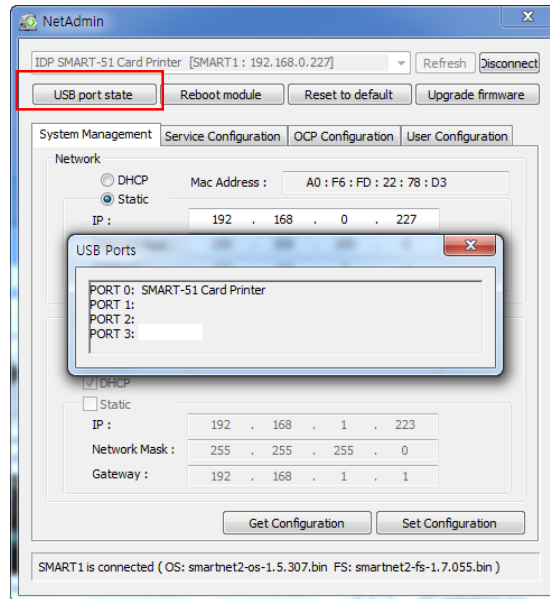 NetAdmin
IDP SMART-51 Card Printer [SMART1 : 192.168.0.227]
Refresh
Disconnect
USB port state
Reboot module
Reset to default
Upgrade firmware
System Management
Service Configuration
OCP Configuration
User Configuration
Network
DHCP
Mac Address :
A0 : F6 : FD : 22 : 78 : D3
Static
IP :
192 . 168 . 0 . 227
USB Ports
PORT 0: SMART-51 Card Printer
PORT 1:
PORT 2:
PORT 3:
DHCP
Static
IP :
192 . 168 . 1 . 223
Network Mask :
255 . 255 . 255 . 0
Gateway :
192 . 168 . 1 . 1
Get Configuration
Set Configuration
SMART1 is connected ( OS: smartnet2-os-1.5.307.bin FS: smartnet2-fs-1.7.055.bin )